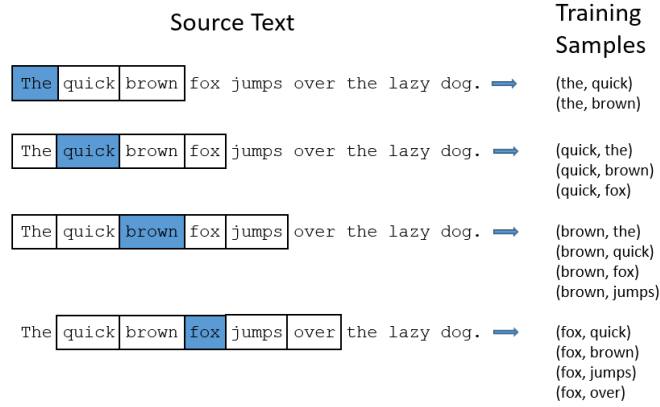 Source Text
Training
Samples
The quick brown fox jumps over the lazy dog.
(the, quick)
(the, brown)
The quick brown fox jumps over the lazy dog.
(quick, the)
(quick, brown)
(quick, fox)
The quick brown fox jumps over the lazy dog.
(brown, the)
(brown, quick)
(brown, fox)
(brown, jumps)
The quick brown fox jumps over the lazy dog.
(fox, quick)
(fox, brown)
(fox, jumps)
(fox, over)